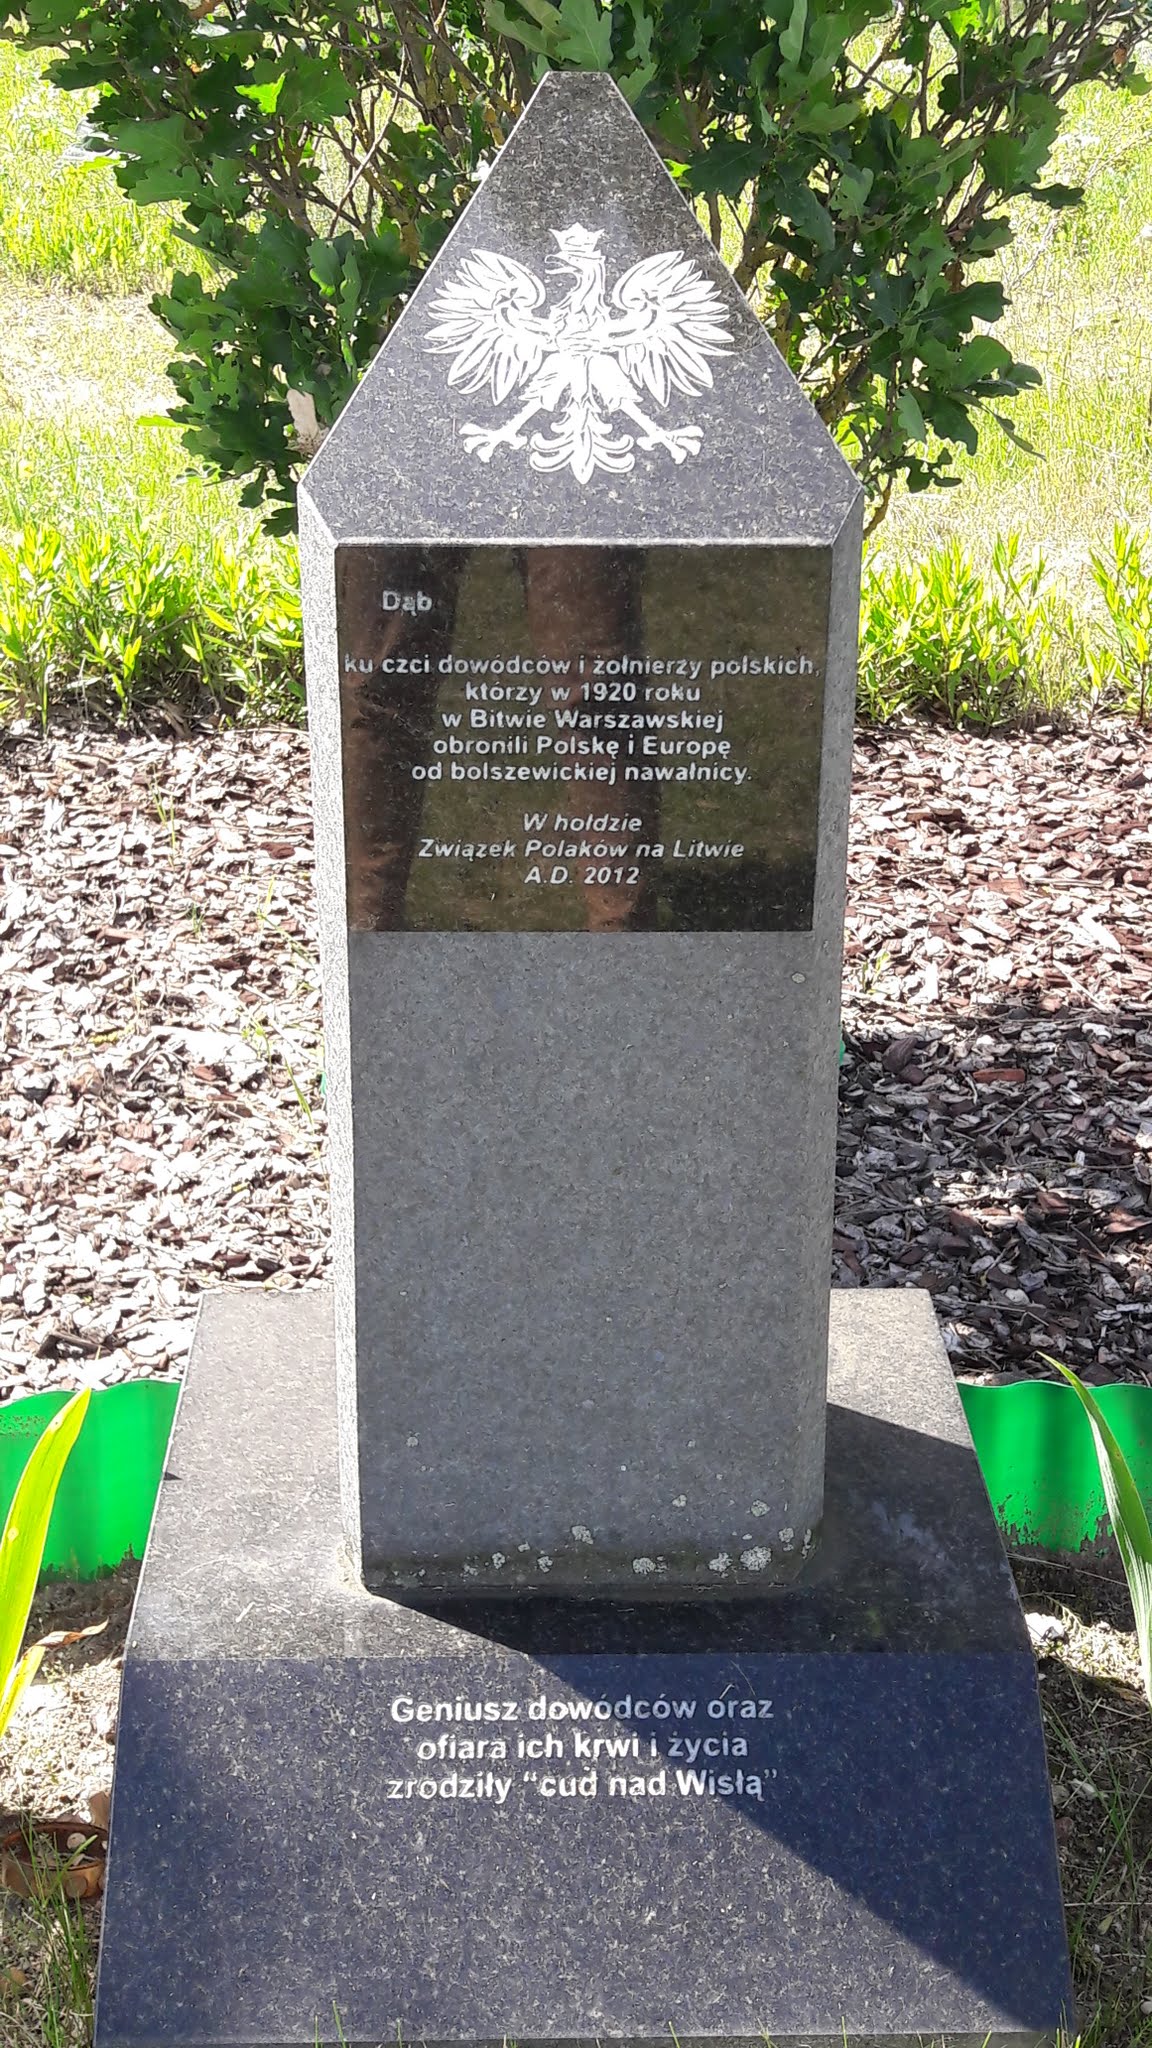 Dąb
ku czci dowódców i żołnierzy polskich,
którzy w 1920 roku
w Bitwie Warszawskiej
obronili Polskę i Europę
od bolszewickiej nawałnicy.
W hołdzie
Związek Polaków na Litwie
A.D. 2012
Geniusz dowódców oraz
ofiara ich krwi i życia
zrodziły "cud nad Wisłą"